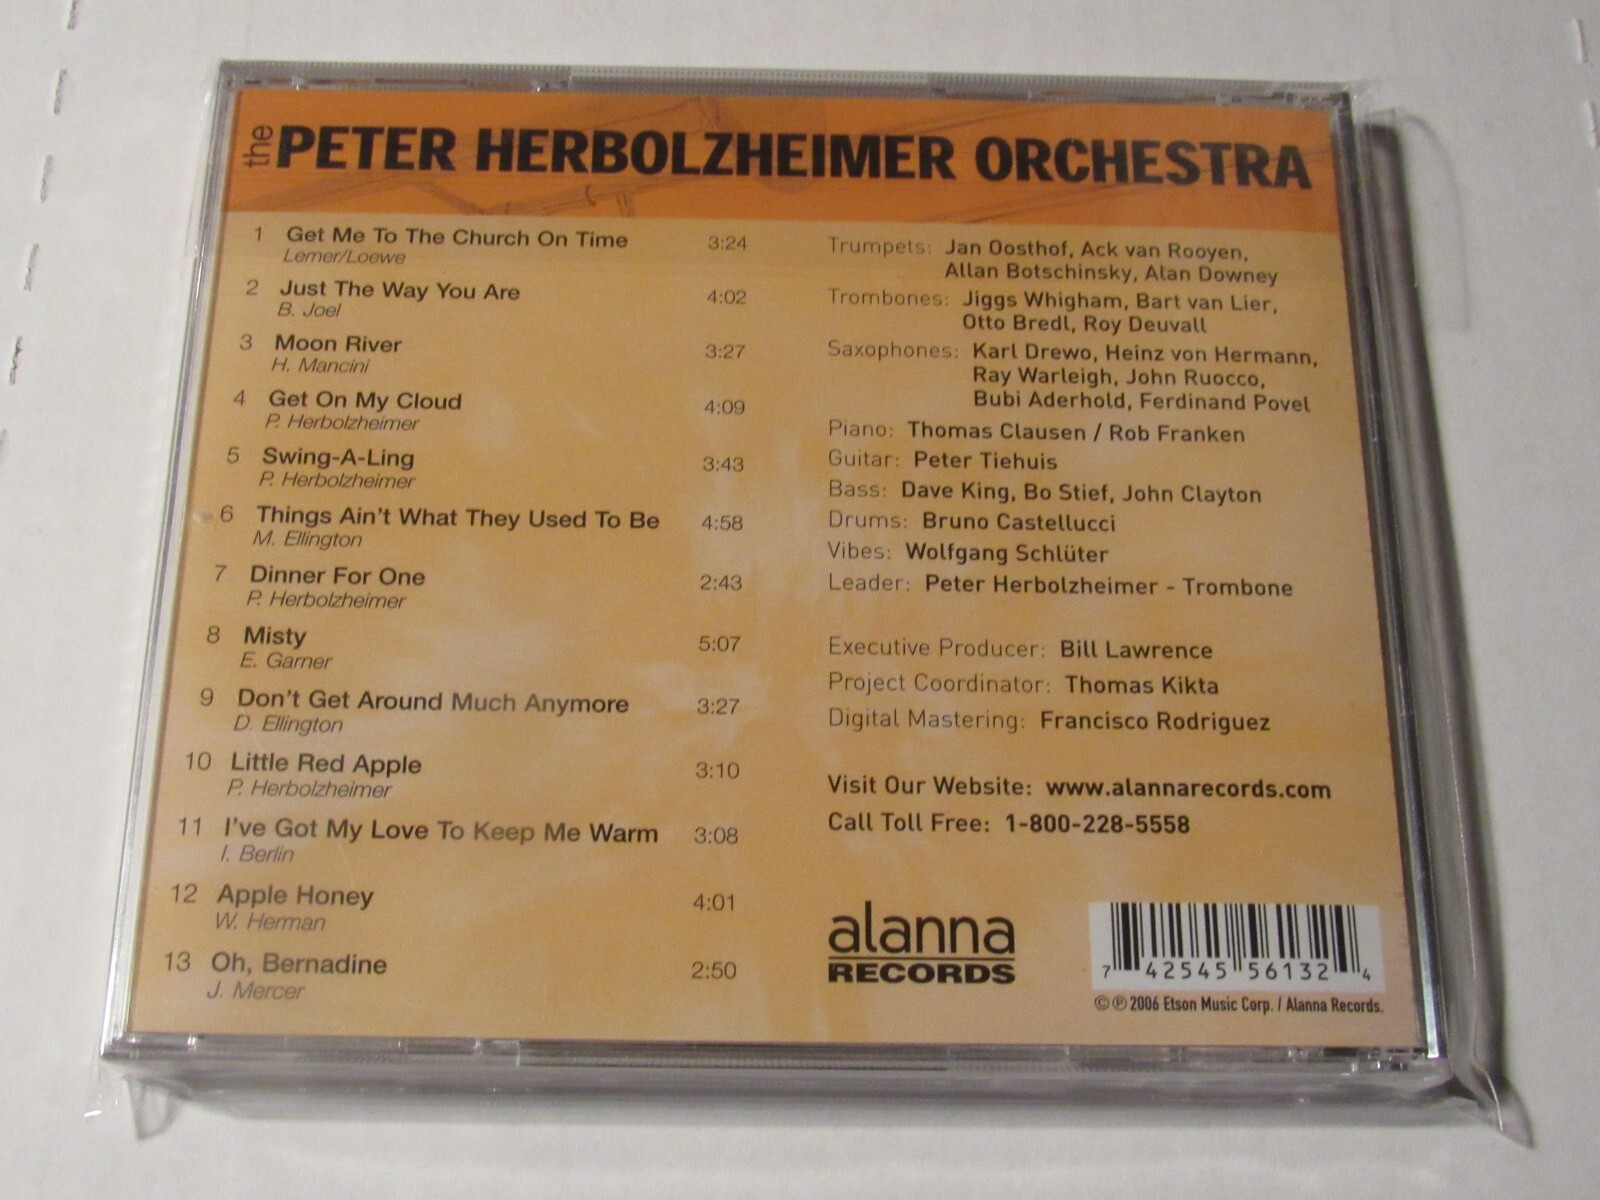 the PETER HERBOLZHEIMER ORCHESTRA
1 Get Me To The Church On Time 3:24
Lerner/Loewe
2 Just The Way You Are 4:02
B. Joel
3 Moon River 3:27
H. Mancini
4 Get On My Cloud 4:09
P. Herbolzheimer
5 Swing-A-Ling 3:43
P. Herbolzheimer
6 Things Ain't What They Used To Be 4:58
M. Ellington
7 Dinner For One 2:43
P. Herbolzheimer
8 Misty 5:07
E. Garner
9 Don't Get Around Much Anymore 3:27
D. Ellington
10 Little Red Apple 3:10
P. Herbolzheimer
11 I've Got My Love To Keep Me Warm 3:08
I. Berlin
12 Apple Honey 4:01
W. Herman
13 Oh, Bernadine 2:50
J. Mercer
Trumpets: Jan Oosthof, Ack van Rooyen,
Allan Botschinsky, Alan Downey
Trombones: Jiggs Whigham, Bart van Lier,
Otto Bredl, Roy Deuvall
Saxophones: Karl Drewo, Heinz von Hermann,
Ray Warleigh, John Ruocco,
Bubi Aderhold, Ferdinand Povel
Piano: Thomas Clausen / Rob Franken
Guitar: Peter Tiehuis
Bass: Dave King, Bo Stief, John Clayton
Drums: Bruno Castellucci
Vibes: Wolfgang Schlüter
Leader: Peter Herbolzheimer - Trombone
Executive Producer: Bill Lawrence
Project Coordinator: Thomas Kikta
Digital Mastering: Francisco Rodriguez
Visit Our Website: www.alannarecords.com
Call Toll Free: 1-800-228-5558
alanna
RECORDS
7 42545 56132 4
©℗ 2006 Etson Music Corp. / Alanna Records.